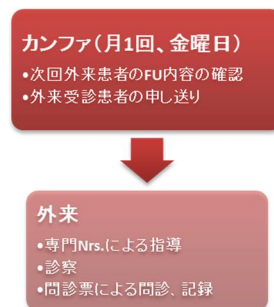 カンファ（月1回、金曜日）
•次回外来患者のFU内容の確認
•外来受診患者の申し送り
外来
•専門Nrs.による指導
•診察
•問診票による問診、記録